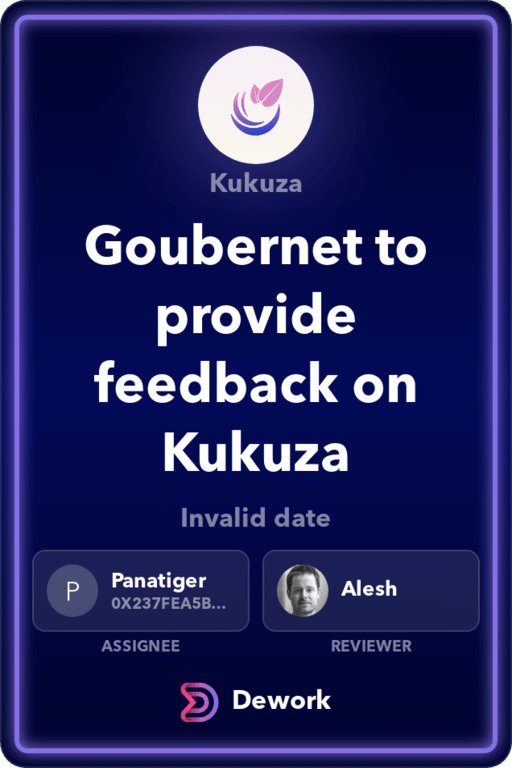 Kukuza
Goubernet to
provide
feedback on
Kukuza
Invalid date
P
Panatiger
0X237FEA5B...
Alesh
ASSIGNEE
REVIEWER
Dework